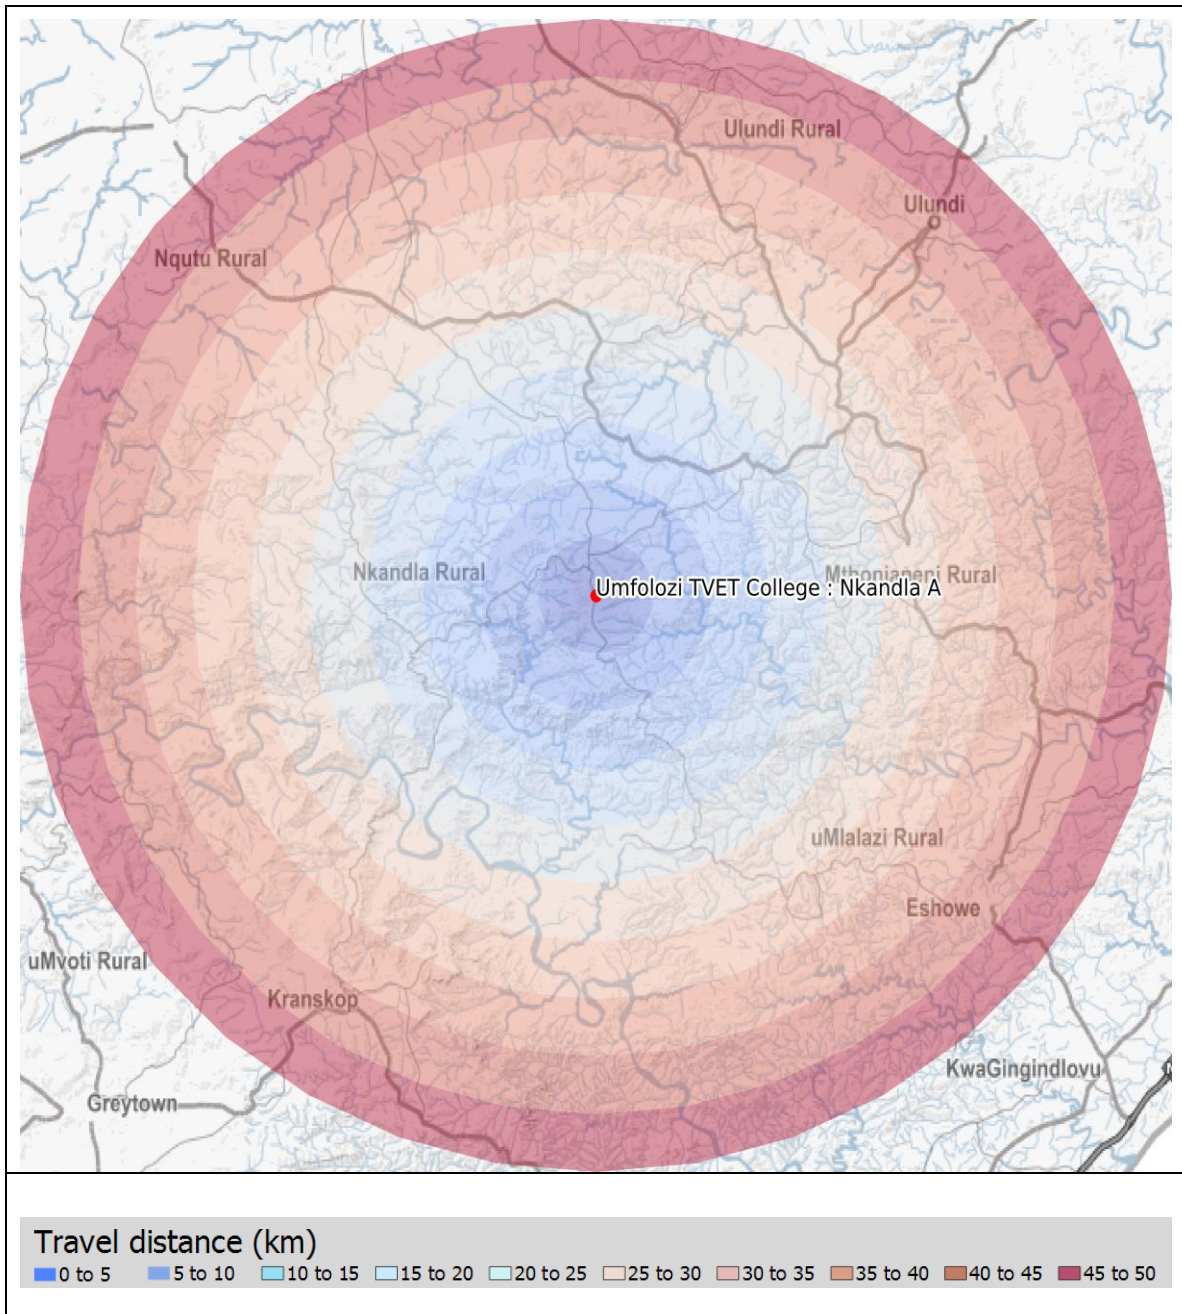 Ulundi Rural
Ulundi
Nqutu Rural
Nkandla Rural
Mthonjaneni Rural
Umfolozi TVET College : Nkandla A
uMlalazi Rural
Eshowe
uMvoti Rural
Kranskop
KwaGingindlovu
Greytown
N
Travel distance (km)
0 to 5 5 to 10 10 to 15 15 to 20 20 to 25 25 to 30 30 to 35 35 to 40 40 to 45 45 to 50